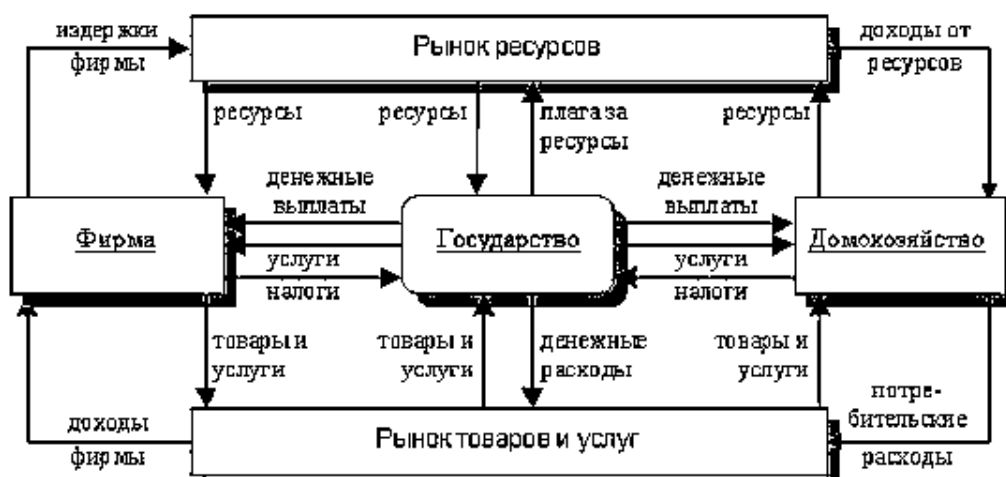 издержки
фирмы
Рынок ресурсов
доходы от
ресурсов
ресурсы
ресурсы
плата за
ресурсы
ресурсы
денежные
выплаты
денежные
выплаты
Фирма
Государство
Домохозяйство
услуги
налоги
услуги
налоги
товары и
услуги
товары и
услуги
денежные
расходы
товары и
услуги
доходы
фирмы
Рынок товаров и услуг
потре-
бительские
расходы